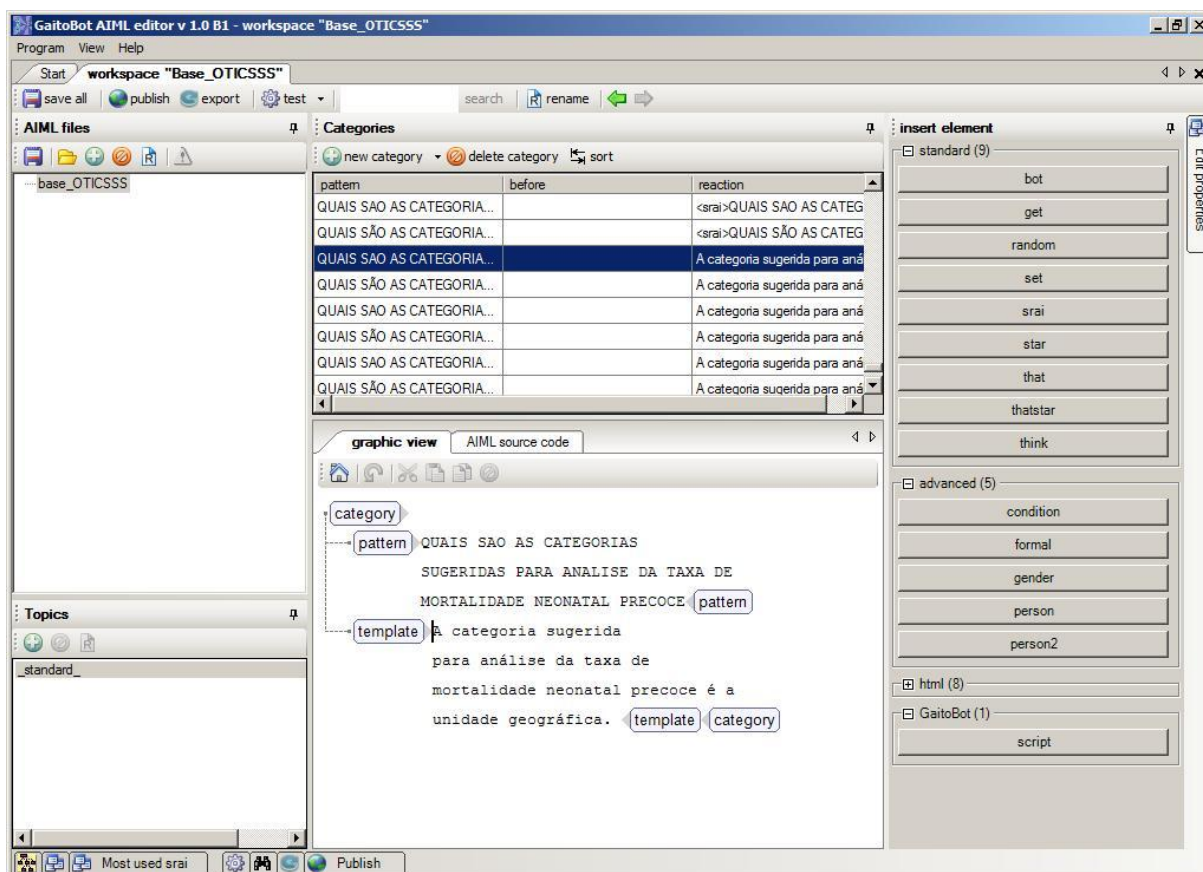 GaitoBot AIML editor v 1.0 B1 - workspace "Base_OTICSSS"
Program View Help
Start workspace "Base_OTICSSS"
save all publish export test search rename
AIML files
base_OTICSSS
Categories
new category delete category sort
pattern before reaction
QUAIS SAO AS CATEGORIA... <srai>QUAIS SAO AS CATEG
QUAIS SÃO AS CATEGORIA... <srai>QUAIS SÃO AS CATEG
QUAIS SAO AS CATEGORIA... A categoria sugerida para aná
QUAIS SÃO AS CATEGORIA... A categoria sugerida para aná
QUAIS SAO AS CATEGORIA... A categoria sugerida para aná
QUAIS SÃO AS CATEGORIA... A categoria sugerida para aná
QUAIS SAO AS CATEGORIA... A categoria sugerida para aná
QUAIS SÃO AS CATEGORIA... A categoria sugerida para aná
graphic view AIML source code
category
pattern QUAIS SAO AS CATEGORIAS
SUGERIDAS PARA ANALISE DA TAXA DE
MORTALIDADE NEONATAL PRECOCE pattern
template A categoria sugerida
para análise da taxa de
mortalidade neonatal precoce é a
unidade geográfica. template category
Topics
_standard_
insert element
standard (9)
bot
get
random
set
srai
star
that
thatstar
think
advanced (5)
condition
formal
gender
person
person2
html (8)
GaitoBot (1)
script
Edit properties
Most used srai Publish